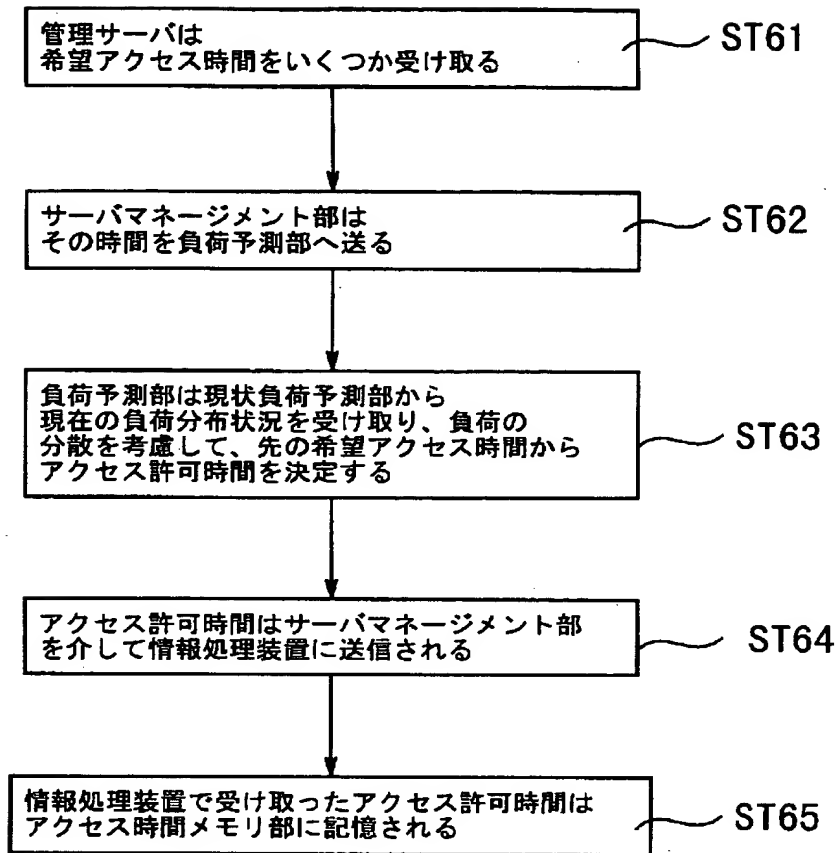 管理サーバは
希望アクセス時間をいくつか受け取る
ST61
サーバマネージメント部は
その時間を負荷予測部へ送る
ST62
負荷予測部は現状負荷予測部から
現在の負荷分布状況を受け取り、負荷の
分散を考慮して、先の希望アクセス時間から
アクセス許可時間を決定する
ST63
アクセス許可時間はサーバマネージメント部
を介して情報処理装置に送信される
ST64
情報処理装置で受け取ったアクセス許可時間は
アクセス時間メモリ部に記憶される
ST65